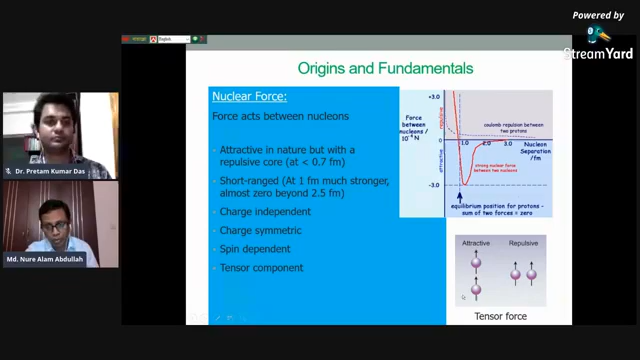 Powered by
StreamYard
English
Origins and Fundamentals
Nuclear Force:
Force acts between nucleons
Attractive in nature but with a
repulsive core (at < 0.7 fm)
Short-ranged (At 1 fm much stronger,
almost zero beyond 2.5 fm)
Charge independent
Charge symmetric
Spin dependent
Tensor component
+3.0
repulsive
coulomb repulsion between
two protons
Force
between
nucleons /
N
0
1.0
2.0
3.0
Nucleon
Separation
/fm
attractive
strong nuclear force
between two nucleons
-3.0
equilibrium position for protons -
sum of two forces = zero
Attractive
Repulsive
Tensor force
Dr. Pretam Kumar Das
Md. Nure Alam Abdullah